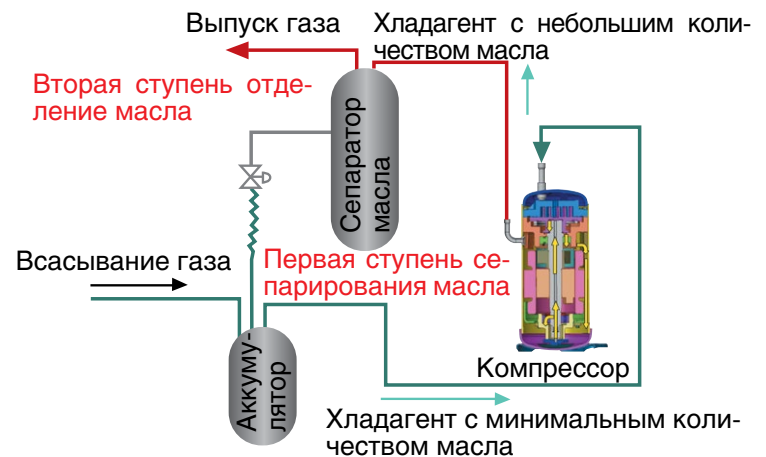 Выпуск газа
Хладагент с небольшим коли-
чеством масла
Вторая ступень отде-
ление масла
Сепаратор
масла
Всасывание газа
Первая ступень се-
парирования масла
Аккуму-
лятор
Компрессор
Хладагент с минимальным коли-
чеством масла